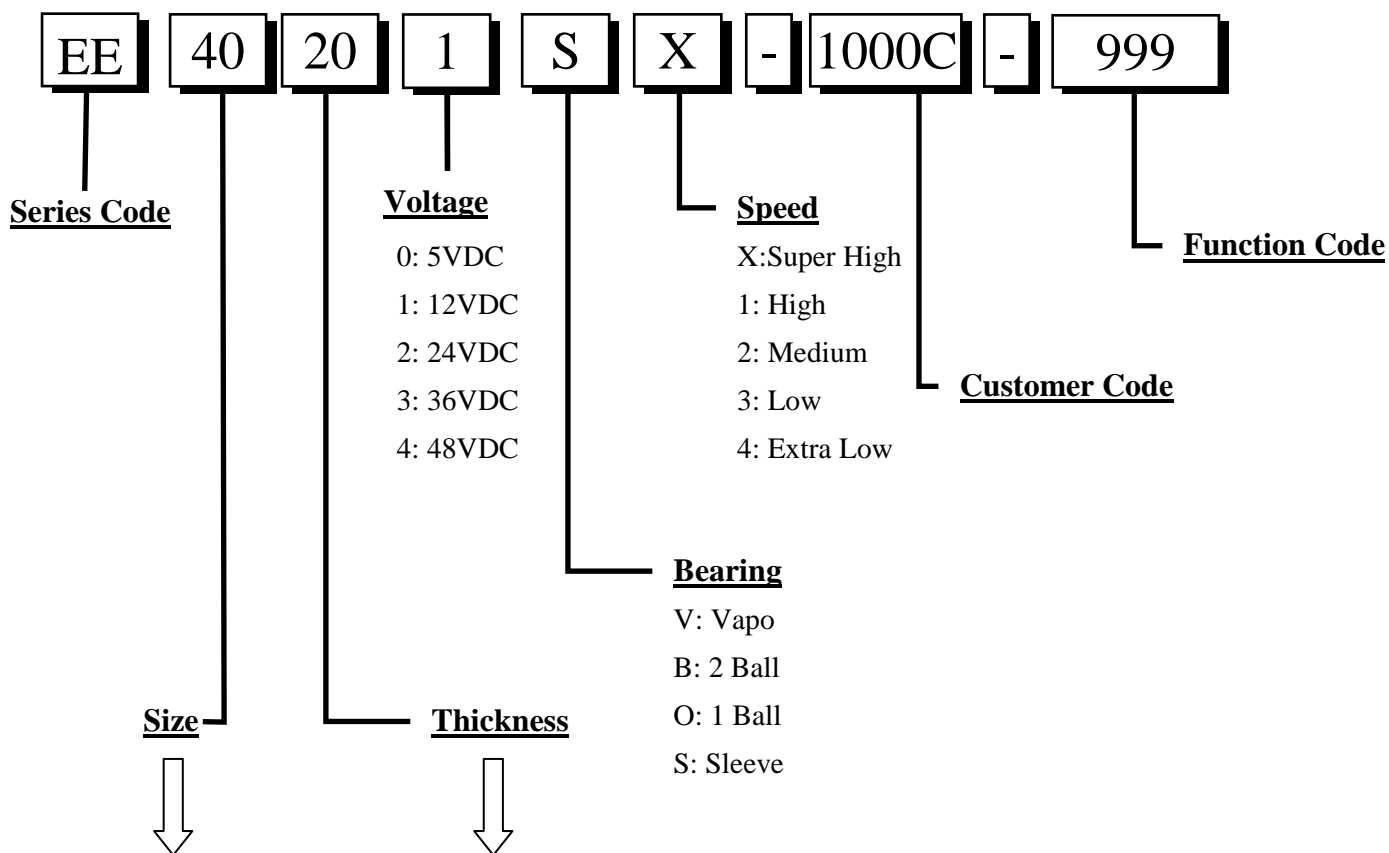 EE 40 20 1 S X - 1000C - 999
Series Code
Voltage
0: 5VDC
1: 12VDC
2: 24VDC
3: 36VDC
4: 48VDC
Speed
X:Super High
1: High
2: Medium
3: Low
4: Extra Low
Function Code
Customer Code
Bearing
V: Vapo
B: 2 Ball
O: 1 Ball
S: Sleeve
Size
Thickness